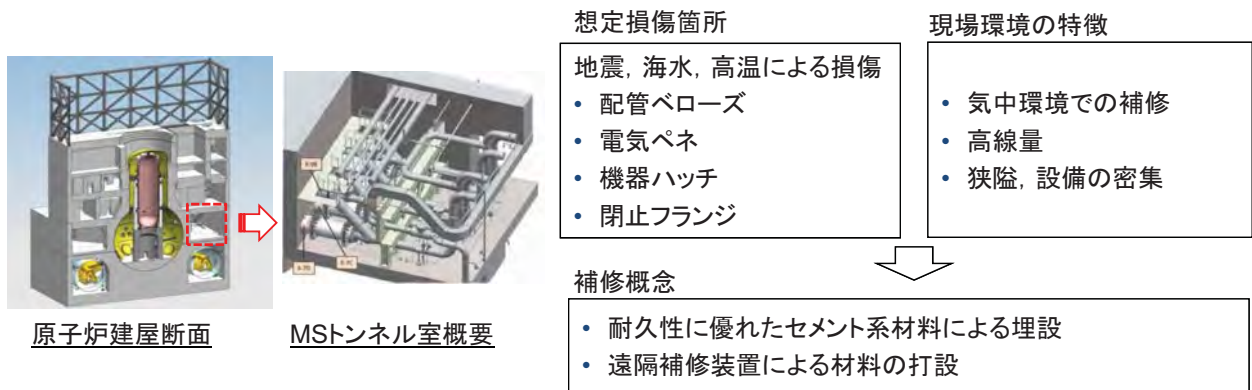 想定損傷箇所
地震，海水，高温による損傷
• 配管ベローズ
• 電気ペネ
• 機器ハッチ
• 閉止フランジ
現場環境の特徴
• 気中環境での補修
• 高線量
• 狭隘，設備の密集
原子炉建屋断面
MSトンネル室概要
補修概念
• 耐久性に優れたセメント系材料による埋設
• 遠隔補修装置による材料の打設